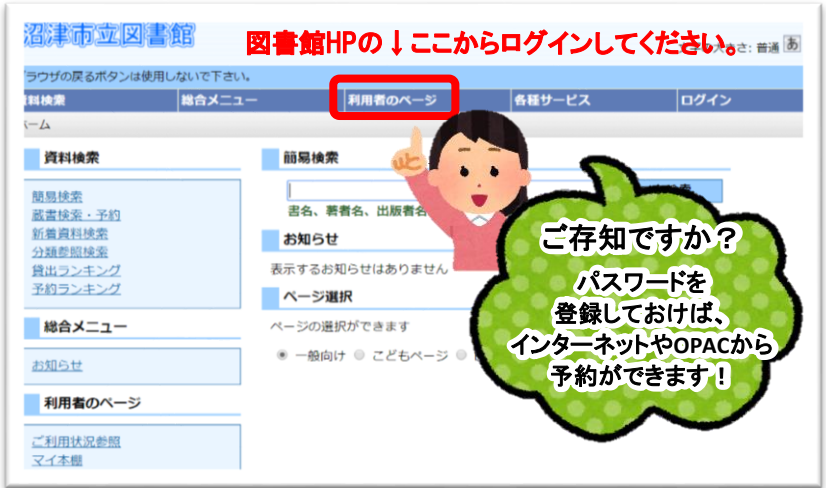 沼津市立図書館
図書館HPの↓ここからログインしてください。
大きさ: 普通 あ
ラウザの戻るボタンは使用しないで下さい。
資料検索 総合メニュー 利用者のページ 各種サービス ログイン
ーム
資料検索
簡易検索
蔵書検索・予約
新着資料検索
分類参照検索
貸出ランキング
予約ランキング
総合メニュー
お知らせ
利用者のページ
ご利用状況参照
マイ本棚
簡易検索
書名、著者名、出版者名
お知らせ
表示するお知らせはありません
ページ選択
ページの選択ができます
一般向け こどもページ
ご存知ですか？
パスワードを
登録しておけば、
インターネットやOPACから
予約ができます！